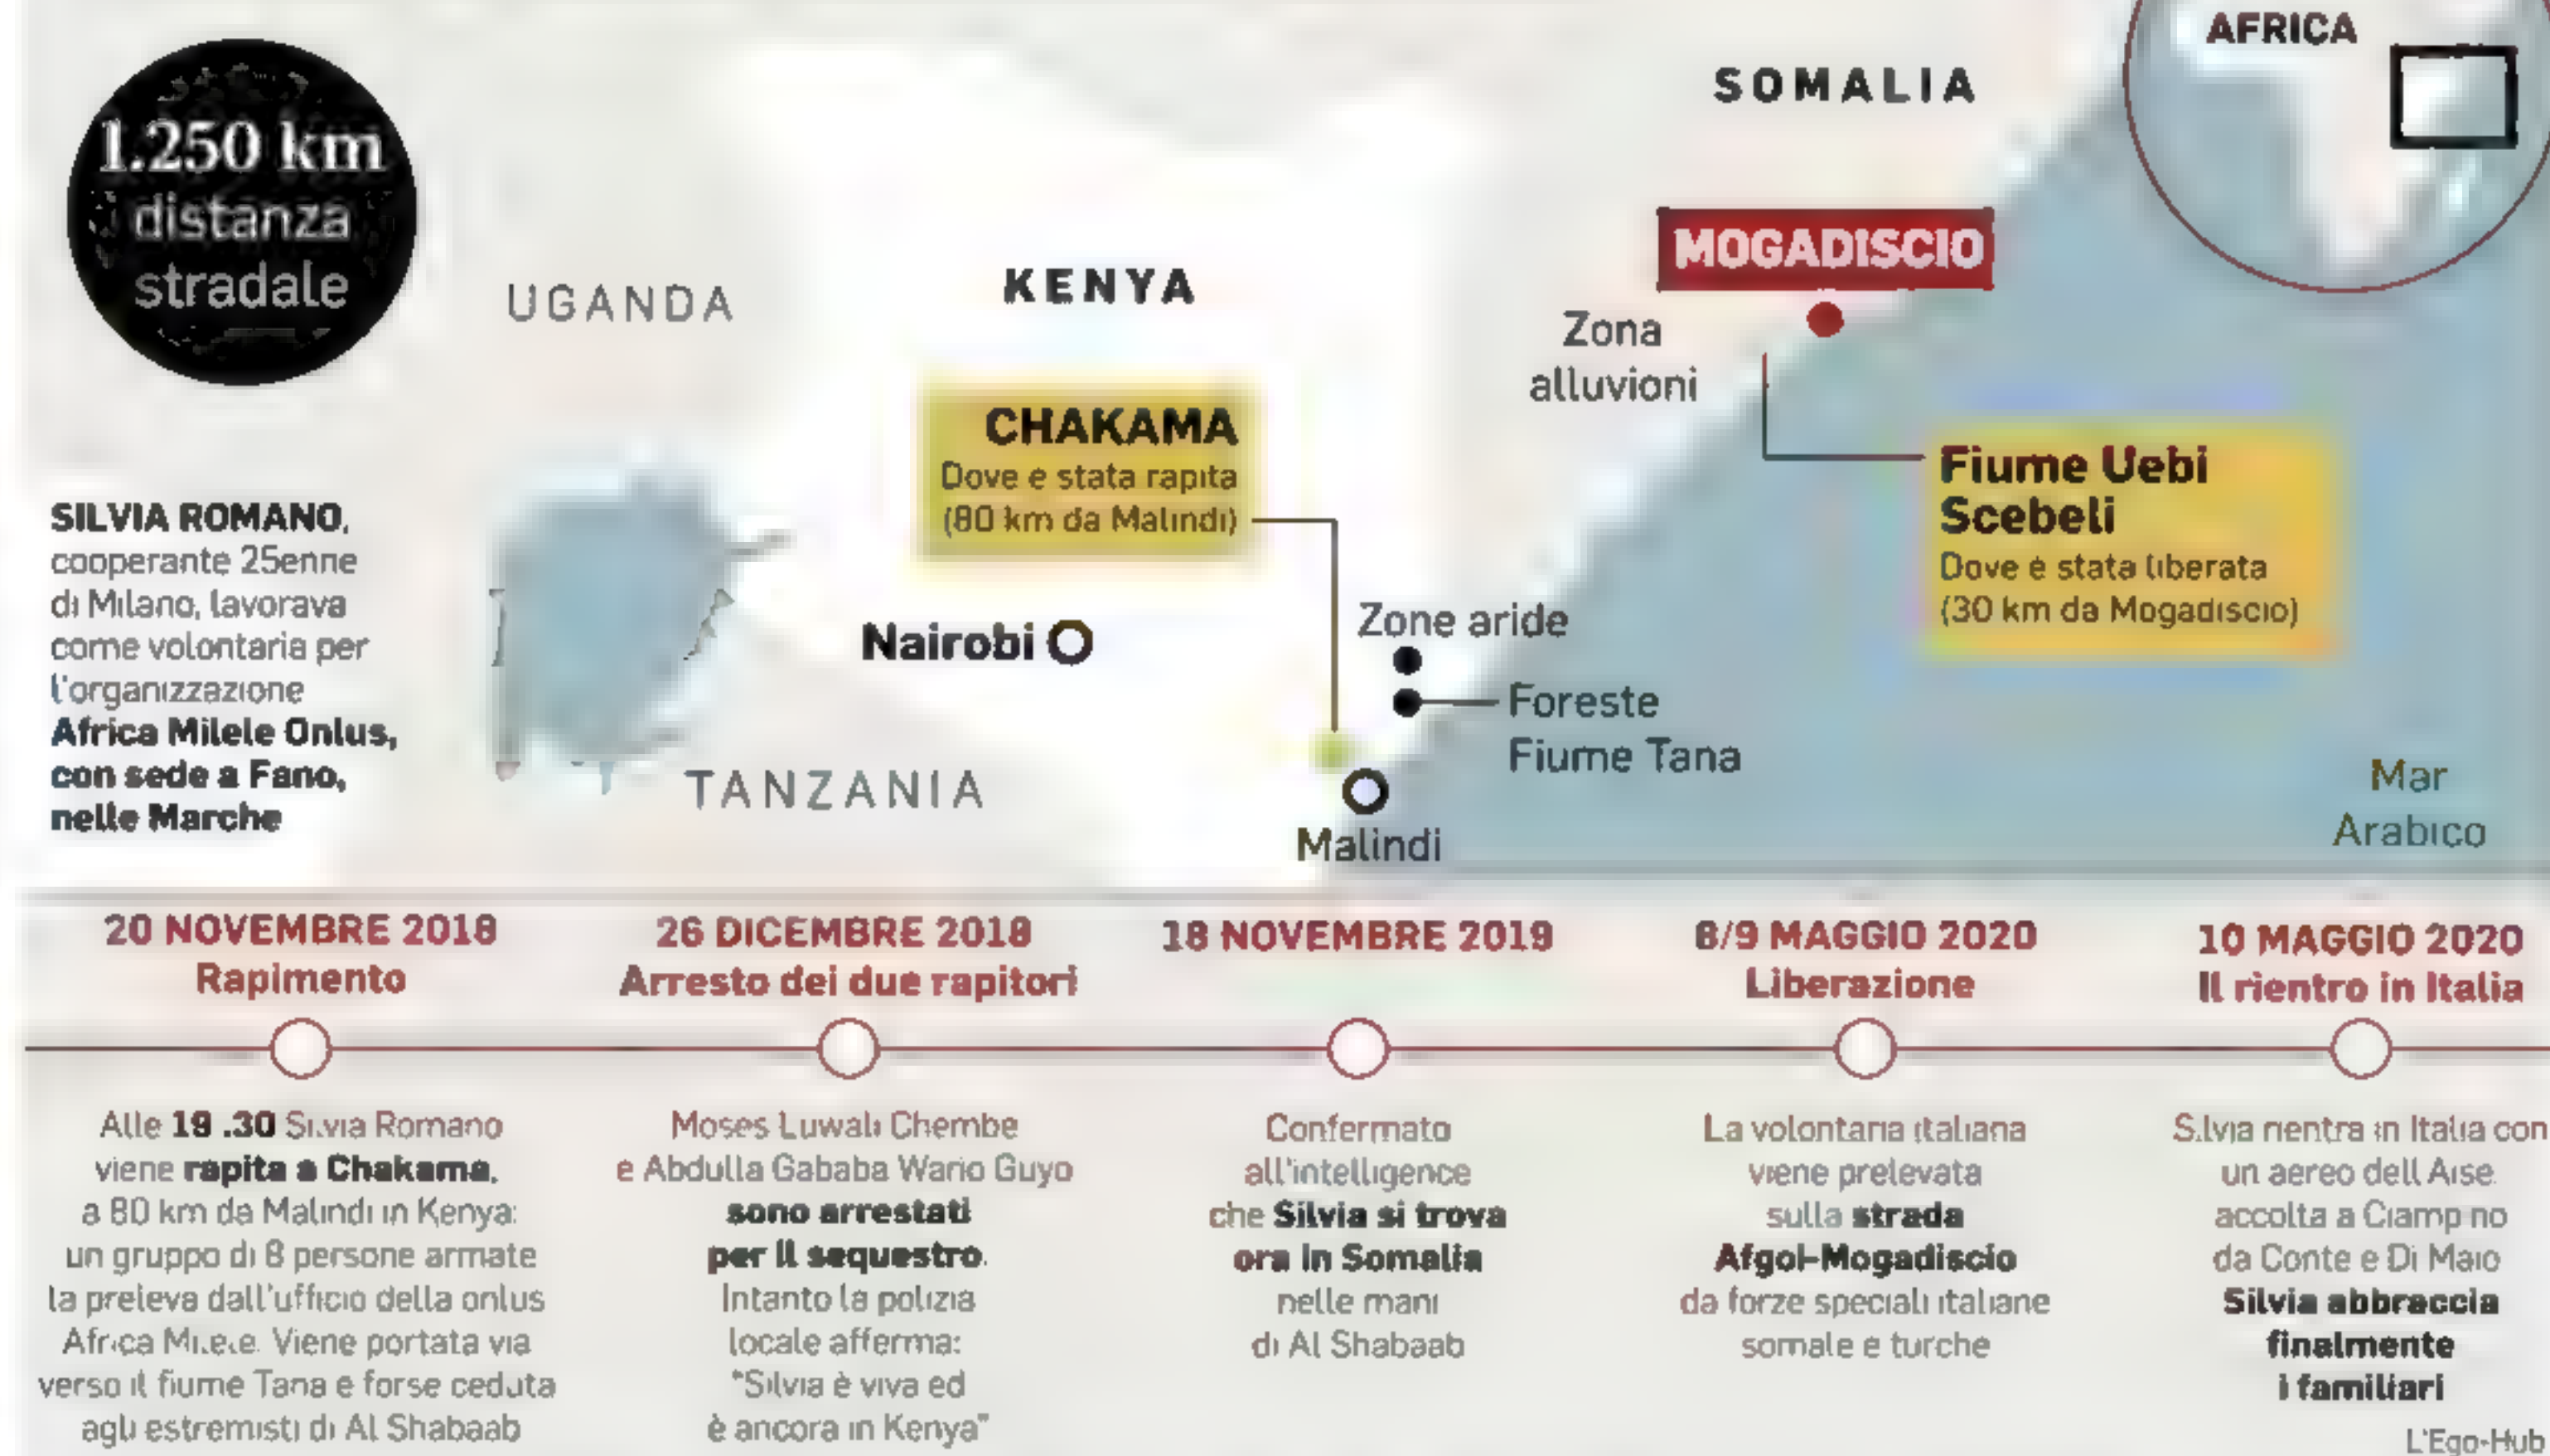 1.250 km
distanza
stradale
AFRICA
SOMALIA
MOGADISCIO
UGANDA
KENYA
Zona
alluvioni
CHAKAMA
Dove è stata rapita
(80 km da Malindi)
Fiume Uebi
Scebeli
Dove è stata liberata
(30 km da Mogadiscio)
SILVIA ROMANO,
cooperante 25enne
di Milano, lavorava
come volontaria per
l'organizzazione
Africa Milele Onlus,
con sede a Fano,
nelle Marche
Nairobi
Zone aride
Foreste
Fiume Tana
TANZANIA
Malindi
Mar
Arabico
20 NOVEMBRE 2018
Rapimento
Alle 19.30 Silvia Romano
viene rapita a Chakama,
a 80 km da Malindi in Kenya:
un gruppo di 8 persone armate
la preleva dall'ufficio della onlus
Africa Milele. Viene portata via
verso il fiume Tana e forse ceduta
agli estremisti di Al Shabaab
26 DICEMBRE 2018
Arresto dei due rapitori
Moses Luwali Chembe
e Abdulla Gababa Wario Guyo
sono arrestati
per il sequestro.
Intanto la polizia
locale afferma:
"Silvia è viva ed
è ancora in Kenya"
18 NOVEMBRE 2019
Confermato
all'intelligence
che Silvia si trova
ora in Somalia
nelle mani
di Al Shabaab
8/9 MAGGIO 2020
Liberazione
La volontaria italiana
viene prelevata
sulla strada
Afgoi-Mogadiscio
da forze speciali italiane
somale e turche
10 MAGGIO 2020
Il rientro in Italia
Silvia rientra in Italia con
un aereo dell'Aise.
accolta a Ciampino
da Conte e Di Maio
Silvia abbraccia
finalmente
i familiari
L'Ego-Hub